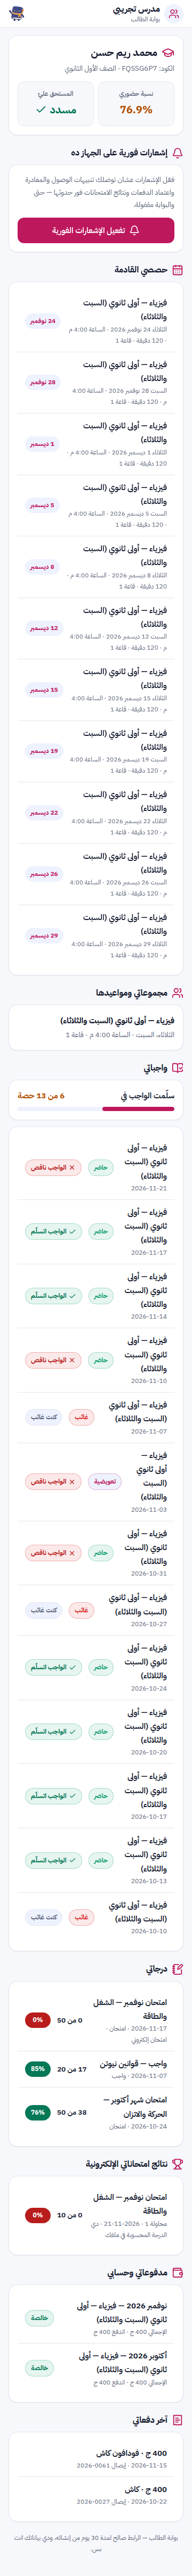 مدرس تجريبي
بوابة الطالب
محمد ريم حسن
الكود: FQSSG6P7 · الصف الأول الثانوي
نسبة حضوري
76.9%
المستحق عليّ
مسدد
إشعارات فورية على الجهاز ده
فعّل الإشعارات عشان توصلك تنبيهات الوصول والمغادرة
واعتماد الدفعات ونتائج الامتحانات فور حدوثها — حتى
والبوابة مقفولة.
تفعيل الإشعارات الفورية
حصصي القادمة
فيزياء — أولى ثانوي (السبت
والثلاثاء)
الثلاثاء 24 نوفمبر 2026 · الساعة 4:00 م
· 120 دقيقة · قاعة 1
24 نوفمبر
فيزياء — أولى ثانوي (السبت
والثلاثاء)
السبت 28 نوفمبر 2026 · الساعة 4:00
م · 120 دقيقة · قاعة 1
28 نوفمبر
فيزياء — أولى ثانوي (السبت
والثلاثاء)
الثلاثاء 1 ديسمبر 2026 · الساعة 4:00 م ·
120 دقيقة · قاعة 1
1 ديسمبر
فيزياء — أولى ثانوي (السبت
والثلاثاء)
السبت 5 ديسمبر 2026 · الساعة 4:00 م
· 120 دقيقة · قاعة 1
5 ديسمبر
فيزياء — أولى ثانوي (السبت
والثلاثاء)
الثلاثاء 8 ديسمبر 2026 · الساعة 4:00 م ·
120 دقيقة · قاعة 1
8 ديسمبر
فيزياء — أولى ثانوي (السبت
والثلاثاء)
السبت 12 ديسمبر 2026 · الساعة 4:00
م · 120 دقيقة · قاعة 1
12 ديسمبر
فيزياء — أولى ثانوي (السبت
والثلاثاء)
الثلاثاء 15 ديسمبر 2026 · الساعة 4:00
م · 120 دقيقة · قاعة 1
15 ديسمبر
فيزياء — أولى ثانوي (السبت
والثلاثاء)
السبت 19 ديسمبر 2026 · الساعة 4:00
م · 120 دقيقة · قاعة 1
19 ديسمبر
فيزياء — أولى ثانوي (السبت
والثلاثاء)
الثلاثاء 22 ديسمبر 2026 · الساعة 4:00
م · 120 دقيقة · قاعة 1
22 ديسمبر
فيزياء — أولى ثانوي (السبت
والثلاثاء)
السبت 26 ديسمبر 2026 · الساعة 4:00
م · 120 دقيقة · قاعة 1
26 ديسمبر
فيزياء — أولى ثانوي (السبت
والثلاثاء)
الثلاثاء 29 ديسمبر 2026 · الساعة 4:00
م · 120 دقيقة · قاعة 1
29 ديسمبر
مجموعاتي ومواعيدها
فيزياء — أولى ثانوي (السبت والثلاثاء)
الثلاثاء، السبت · الساعة 4:00 م · قاعة 1
واجباتي
سلّمت الواجب في
6 من 13 حصة
فيزياء — أولى
ثانوي (السبت
والثلاثاء)
2026-11-21
حاضر
الواجب ناقص
فيزياء — أولى
ثانوي (السبت
والثلاثاء)
2026-11-17
حاضر
الواجب اتسلّم
فيزياء — أولى
ثانوي (السبت
والثلاثاء)
2026-11-14
حاضر
الواجب اتسلّم
فيزياء — أولى
ثانوي (السبت
والثلاثاء)
2026-11-10
حاضر
الواجب ناقص
فيزياء — أولى ثانوي
(السبت والثلاثاء)
2026-11-07
غائب
كنت غائب
فيزياء —
أولى ثانوي
(السبت
والثلاثاء)
2026-11-03
تعويضية
الواجب ناقص
فيزياء — أولى
ثانوي (السبت
والثلاثاء)
2026-10-31
حاضر
الواجب ناقص
فيزياء — أولى ثانوي
(السبت والثلاثاء)
2026-10-27
غائب
كنت غائب
فيزياء — أولى
ثانوي (السبت
والثلاثاء)
2026-10-24
حاضر
الواجب اتسلّم
فيزياء — أولى
ثانوي (السبت
والثلاثاء)
2026-10-20
حاضر
الواجب اتسلّم
فيزياء — أولى
ثانوي (السبت
والثلاثاء)
2026-10-17
حاضر
الواجب اتسلّم
فيزياء — أولى
ثانوي (السبت
والثلاثاء)
2026-10-13
حاضر
الواجب اتسلّم
فيزياء — أولى ثانوي
(السبت والثلاثاء)
2026-10-10
غائب
كنت غائب
درجاتي
امتحان نوفمبر — الشغل
والطاقة
2026-11-17 · امتحان ·
امتحان إلكتروني
0 من 50
0%
واجب — قوانين نيوتن
2026-11-07 · واجب
17 من 20
85%
امتحان شهر أكتوبر —
الحركة والاتزان
2026-10-24 · امتحان
38 من 50
76%
نتائج امتحاناتي الإلكترونية
امتحان نوفمبر — الشغل
والطاقة
محاولة 1 · 2026-11-21 · دي
الدرجة المحسوبة في ملفك
0 من 10
0%
مدفوعاتي وحسابي
نوفمبر 2026 — فيزياء — أولى
ثانوي (السبت والثلاثاء)
الإجمالي 400 ج · اندفع 400 ج
خالصة
أكتوبر 2026 — فيزياء — أولى
ثانوي (السبت والثلاثاء)
الإجمالي 400 ج · اندفع 400 ج
خالصة
آخر دفعاتي
400 ج · فودافون كاش
2026-11-15 · إيصال 0061-2026
400 ج · كاش
2026-10-22 · إيصال 0027-2026
بوابة الطالب — الرابط صالح لمدة 30 يوم من إنشائه، ودي بياناتك انت
بس.